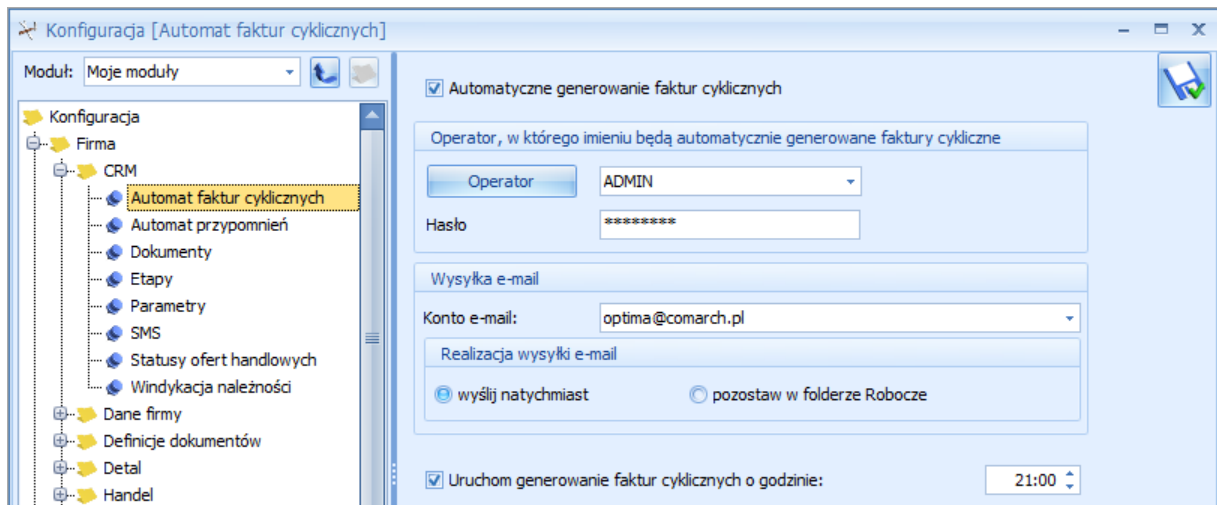 Konfiguracja [Automat faktur cyklicznych]
Moduł: Moje moduły
Konfiguracja
Firma
CRM
Automat faktur cyklicznych
Automat przypomnień
Dokumenty
Etapy
Parametry
SMS
Statusy ofert handlowych
Windykacja należności
Dane firmy
Definicje dokumentów
Detal
Handel
Automatyczne generowanie faktur cyklicznych
Operator, w którego imieniu będą automatycznie generowane faktury cykliczne
Operator ADMIN
Hasło ********
Wysyłka e-mail
Konto e-mail: optima@comarch.pl
Realizacja wysyłki e-mail
wyślij natychmiast pozostaw w folderze Robocze
Uruchom generowanie faktur cyklicznych o godzinie: 21:00